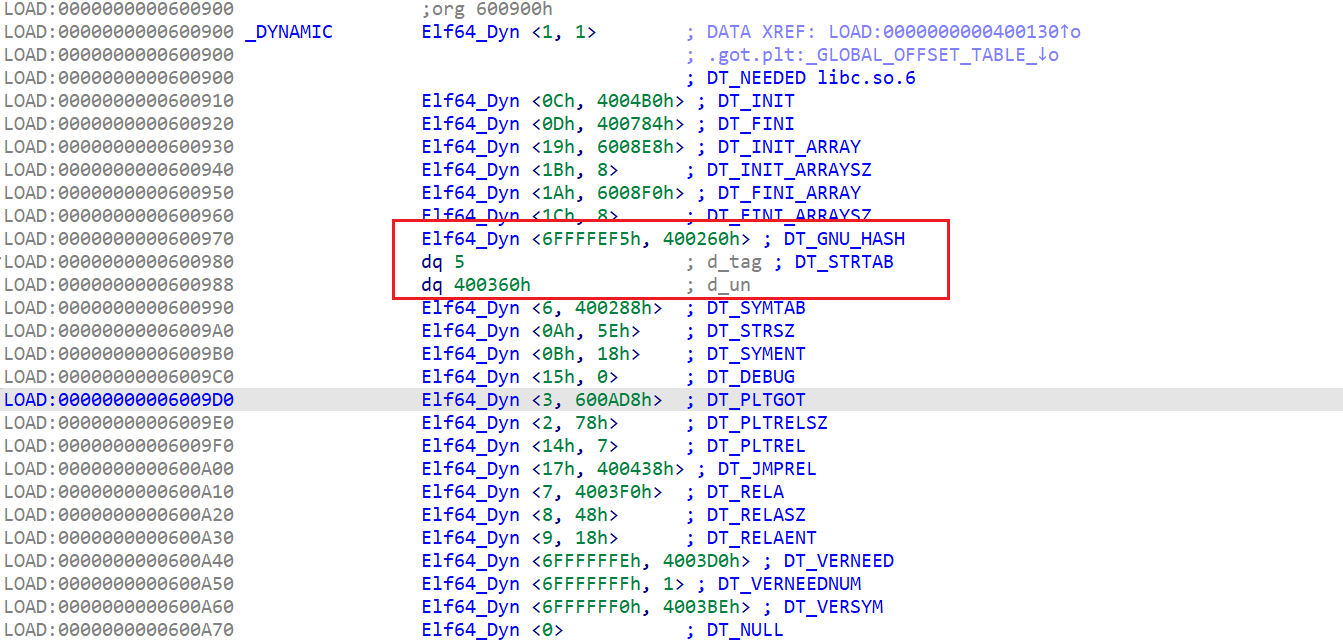 LOAD:0000000000600900 ;org 600900h
LOAD:0000000000600900 _DYNAMIC Elf64_Dyn <1, 1> ; DATA XREF: LOAD:0000000000400130↑o
LOAD:0000000000600900 ; .got.plt:_GLOBAL_OFFSET_TABLE_↓o
LOAD:0000000000600900 ; DT_NEEDED libc.so.6
LOAD:0000000000600910 Elf64_Dyn <0Ch, 4004B0h> ; DT_INIT
LOAD:0000000000600920 Elf64_Dyn <0Dh, 400784h> ; DT_FINI
LOAD:0000000000600930 Elf64_Dyn <19h, 6008E8h> ; DT_INIT_ARRAY
LOAD:0000000000600940 Elf64_Dyn <1Bh, 8> ; DT_INIT_ARRAYSZ
LOAD:0000000000600950 Elf64_Dyn <1Ah, 6008F0h> ; DT_FINI_ARRAY
LOAD:0000000000600960 Elf64_Dyn <1Ch, 8> ; DT_FINI_ARRAYSZ
LOAD:0000000000600970 Elf64_Dyn <6FFFFEF5h, 400260h> ; DT_GNU_HASH
LOAD:0000000000600980 dq 5 ; d_tag ; DT_STRTAB
LOAD:0000000000600988 dq 400360h ; d_un
LOAD:0000000000600990 Elf64_Dyn <6, 400288h> ; DT_SYMTAB
LOAD:00000000006009A0 Elf64_Dyn <0Ah, 5Eh> ; DT_STRSZ
LOAD:00000000006009B0 Elf64_Dyn <0Bh, 18h> ; DT_SYMENT
LOAD:00000000006009C0 Elf64_Dyn <15h, 0> ; DT_DEBUG
LOAD:00000000006009D0 Elf64_Dyn <3, 600AD8h> ; DT_PLTGOT
LOAD:00000000006009E0 Elf64_Dyn <2, 78h> ; DT_PLTRELSZ
LOAD:00000000006009F0 Elf64_Dyn <14h, 7> ; DT_PLTREL
LOAD:0000000000600A00 Elf64_Dyn <17h, 400438h> ; DT_JMPREL
LOAD:0000000000600A10 Elf64_Dyn <7, 4003F0h> ; DT_RELA
LOAD:0000000000600A20 Elf64_Dyn <8, 48h> ; DT_RELASZ
LOAD:0000000000600A30 Elf64_Dyn <9, 18h> ; DT_RELAENT
LOAD:0000000000600A40 Elf64_Dyn <6FFFFFFEh, 4003D0h> ; DT_VERNEED
LOAD:0000000000600A50 Elf64_Dyn <6FFFFFFFh, 1> ; DT_VERNEEDNUM
LOAD:0000000000600A60 Elf64_Dyn <6FFFFFF0h, 4003BEh> ; DT_VERSYM
LOAD:0000000000600A70 Elf64_Dyn <0> ; DT_NULL